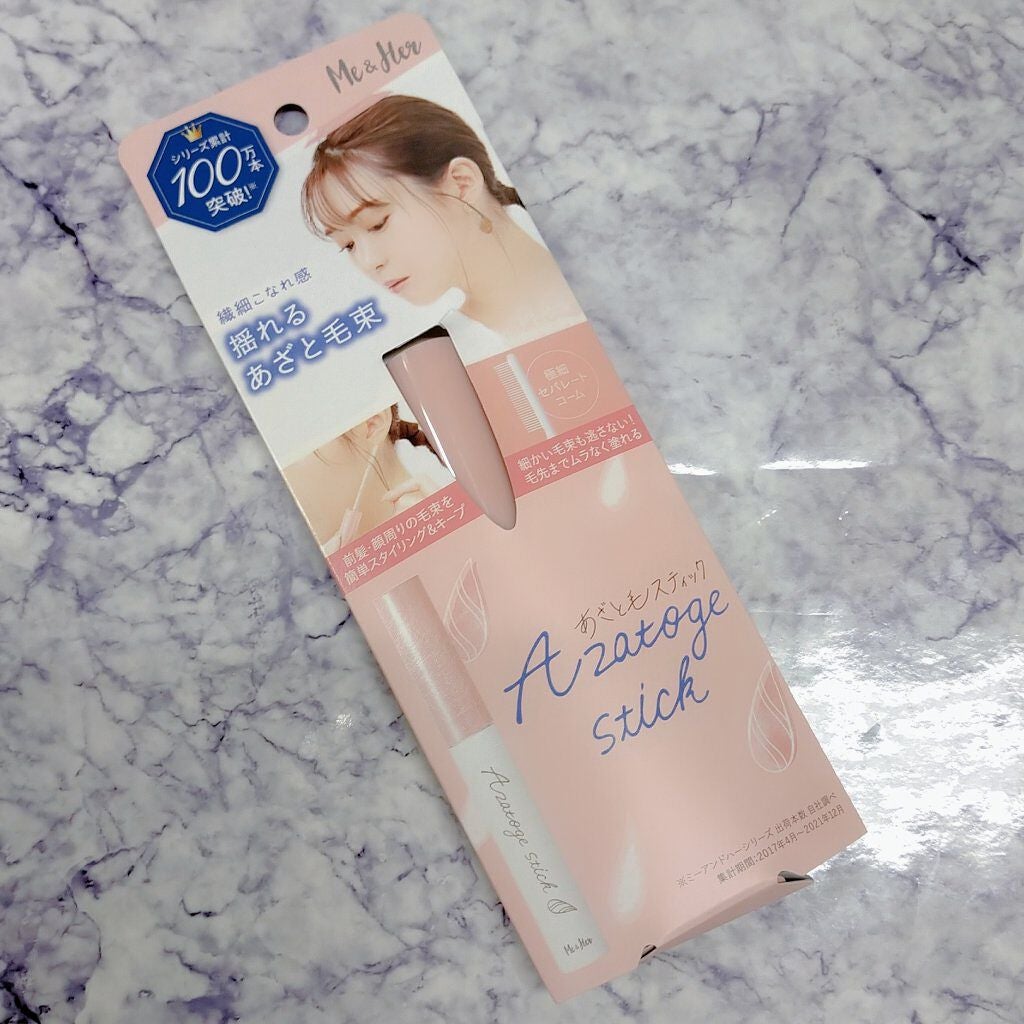 Me & Her
シリーズ累計
100万本
突破!※
繊細こなれ感
揺れる
あざと毛束
極細
セパレート
コーム
細かい毛束も逃さない!
毛先までムラなく塗れる
前髪・顔周りの毛束を
簡単スタイリング&キープ
あざと毛ノスティック
Azatoge
stick
Azatoge stick
Me & Her
※ミーアンドハーシリーズ 出荷本数 自社調べ
集計期間:2017年4月〜2021年12月